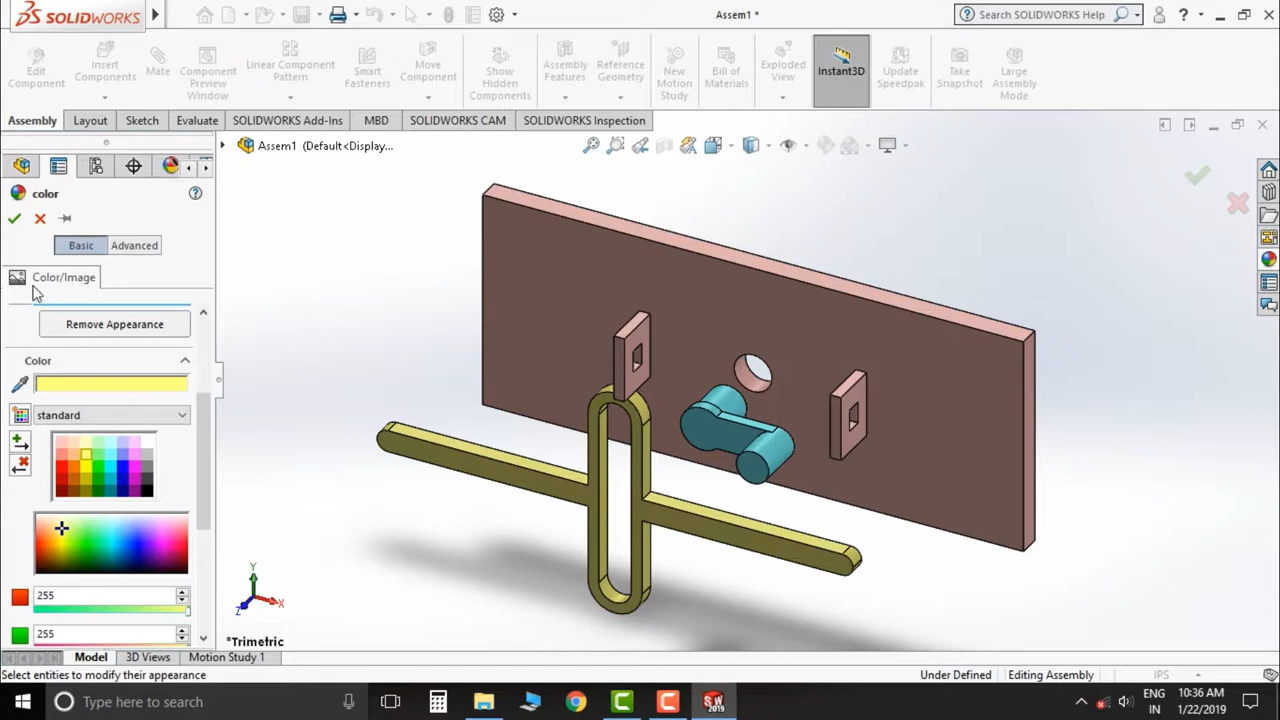 SOLIDWORKS
Assem1 *
Search SOLIDWORKS Help
Edit Component
Insert Components
Mate
Component Preview Window
Linear Component Pattern
Smart Fasteners
Move Component
Show Hidden Components
Assembly Features
Reference Geometry
New Motion Study
Bill of Materials
Exploded View
Instant3D
Update Speedpak
Take Snapshot
Large Assembly Mode
Assembly
Layout
Sketch
Evaluate
SOLIDWORKS Add-Ins
MBD
SOLIDWORKS CAM
SOLIDWORKS Inspection
Assem1 (Default<Display...
color
Basic
Advanced
Color/Image
Remove Appearance
Color
standard
255
255
Y
X
Z
*Trimetric
Model
3D Views
Motion Study 1
Select entities to modify their appearance
Under Defined
Editing Assembly
IPS
Type here to search
SW
2019
ENG
IN
10:36 AM
1/22/2019